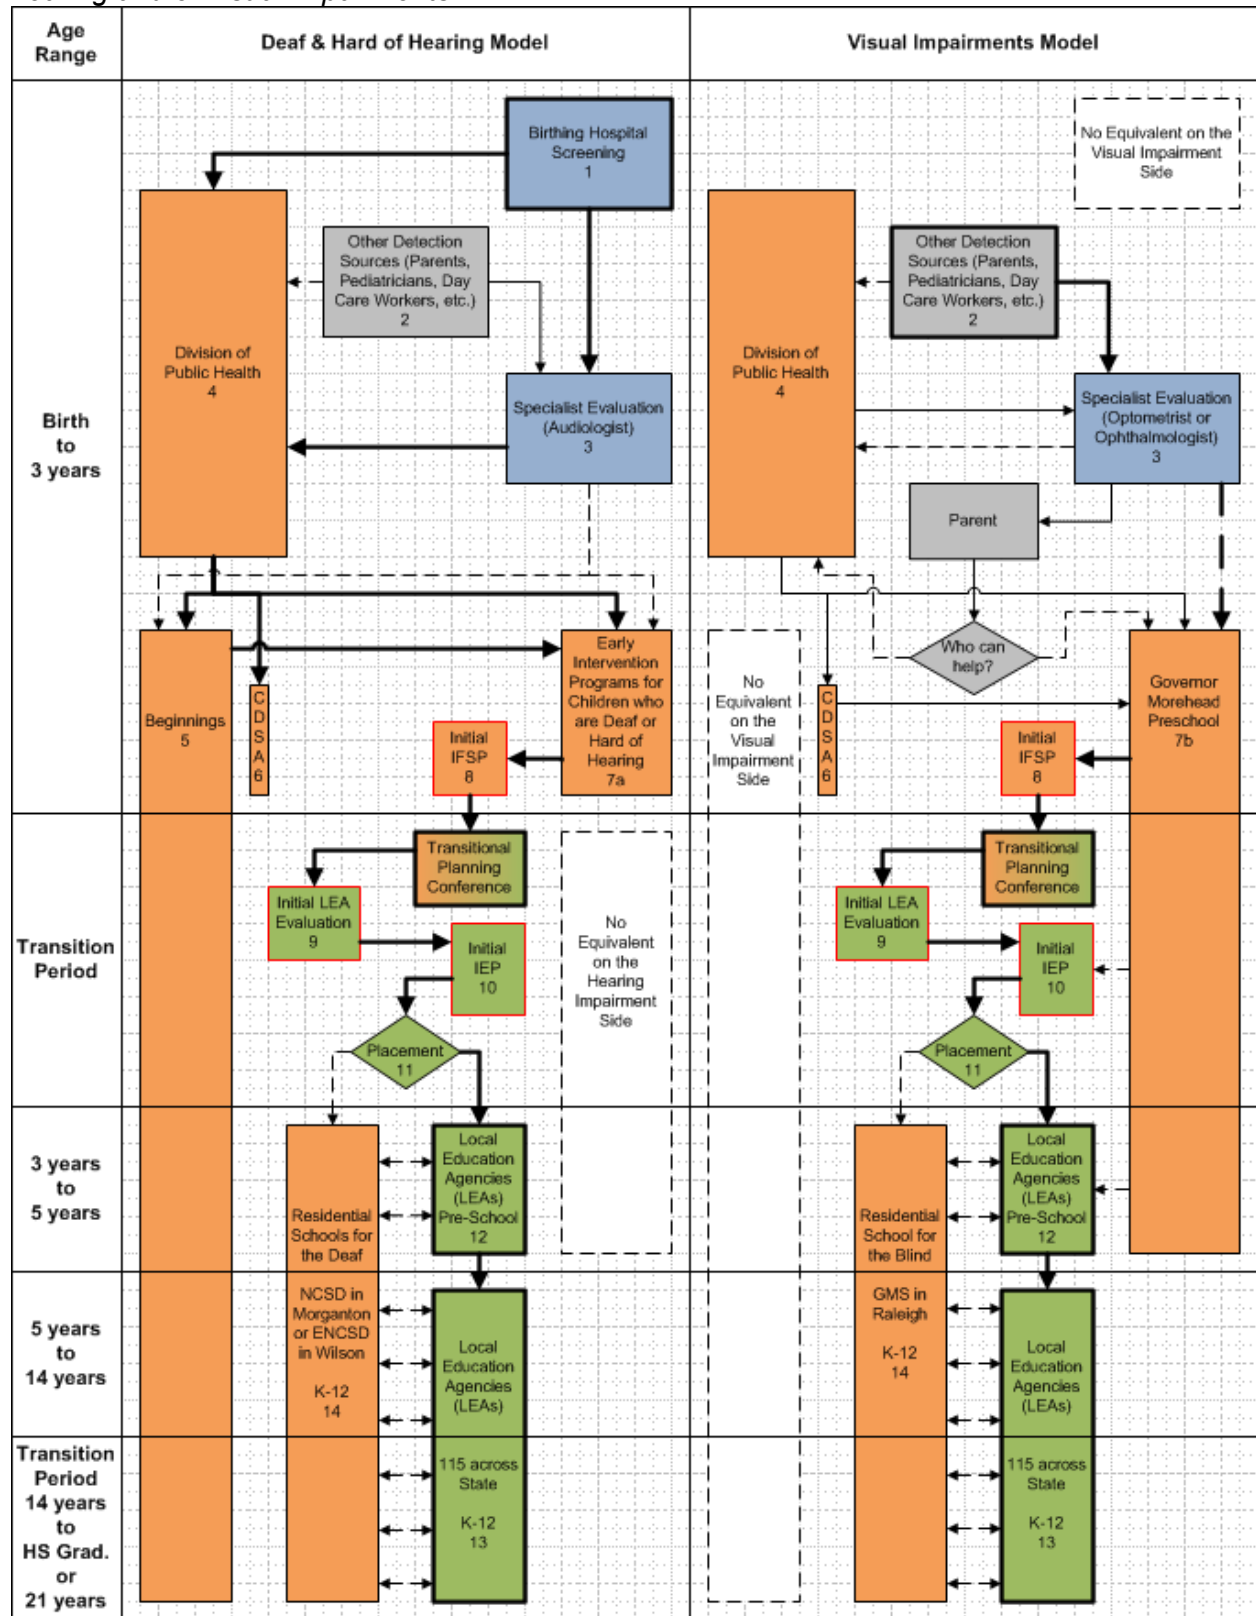 Age
Range
Deaf & Hard of Hearing Model
Visual Impairments Model
Birth
to
3 years
Birthing Hospital
Screening
1
Other Detection
Sources (Parents,
Pediatricians, Day
Care Workers, etc.)
2
Division of
Public Health
4
Specialist Evaluation
(Audiologist)
3
Beginnings
5
C
D
S
A
6
Early
Intervention
Programs for
Children who
are Deaf or
Hard of
Hearing
7a
Initial
IFSP
8
No Equivalent on the
Visual Impairment
Side
Other Detection
Sources (Parents,
Pediatricians, Day
Care Workers, etc.)
2
Division of
Public Health
4
Specialist Evaluation
(Optometrist or
Ophthalmologist)
3
Parent
Who can
help?
No
Equivalent
on the
Visual
Impairment
Side
C
D
S
A
6
Governor
Morehead
Preschool
7b
Initial
IFSP
8
Transition
Period
Transitional
Planning
Conference
Initial LEA
Evaluation
9
Initial
IEP
10
Placement
11
No
Equivalent
on the
Hearing
Impairment
Side
Transitional
Planning
Conference
Initial LEA
Evaluation
9
Initial
IEP
10
Placement
11
3 years
to
5 years
Residential
Schools for
the Deaf
Local
Education
Agencies
(LEAs)
Pre-School
12
Residential
School for
the Blind
Local
Education
Agencies
(LEAs)
Pre-School
12
5 years
to
14 years
NCSD in
Morganton
or ENCSD
in Wilson
K-12
14
Local
Education
Agencies
(LEAs)
GMS in
Raleigh
K-12
14
Local
Education
Agencies
(LEAs)
Transition
Period
14 years
to
HS Grad.
or
21 years
115 across
State
K-12
13
115 across
State
K-12
13